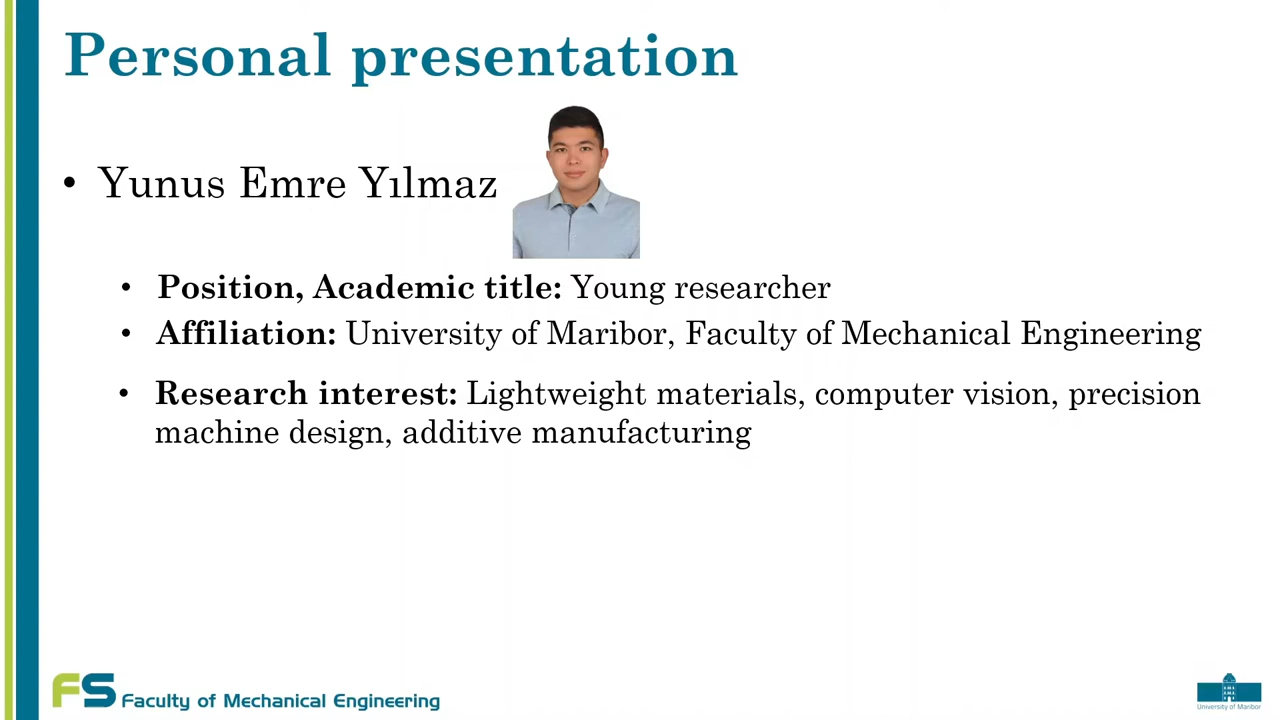 Personal presentation
• Yunus Emre Yılmaz
• Position, Academic title: Young researcher
• Affiliation: University of Maribor, Faculty of Mechanical Engineering
• Research interest: Lightweight materials, computer vision, precision
machine design, additive manufacturing
FS Faculty of Mechanical Engineering
University of Maribor